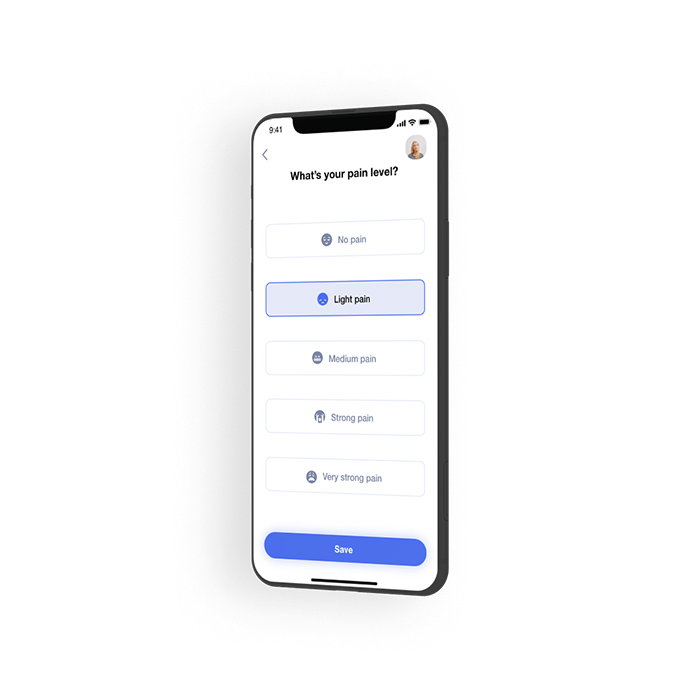 9:41
What's your pain level?
No pain
Light pain
Medium pain
Strong pain
Very strong pain
Save